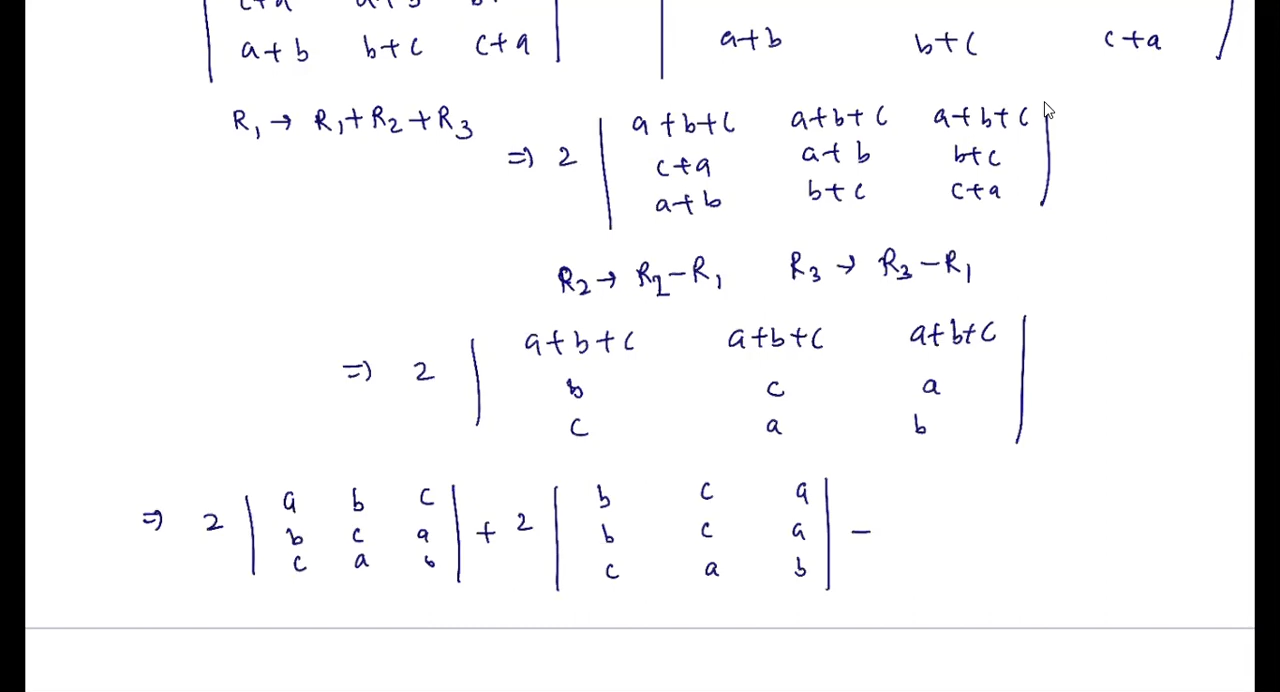 a+b b+c c+a a+b b+c c+a
R₁ → R₁+R₂+R₃
a+b+c a+b+c a+b+c
=) 2 | c+a a+b b+c |
a+b b+c c+a
R₂→ R₂-R₁ R₃ → R₃-R₁
a+b+c a+b+c a+b+c
=) 2 | b c a |
c a b
a b c b c a
=) 2 | b c a | + 2 | b c a | -
c a b c a b